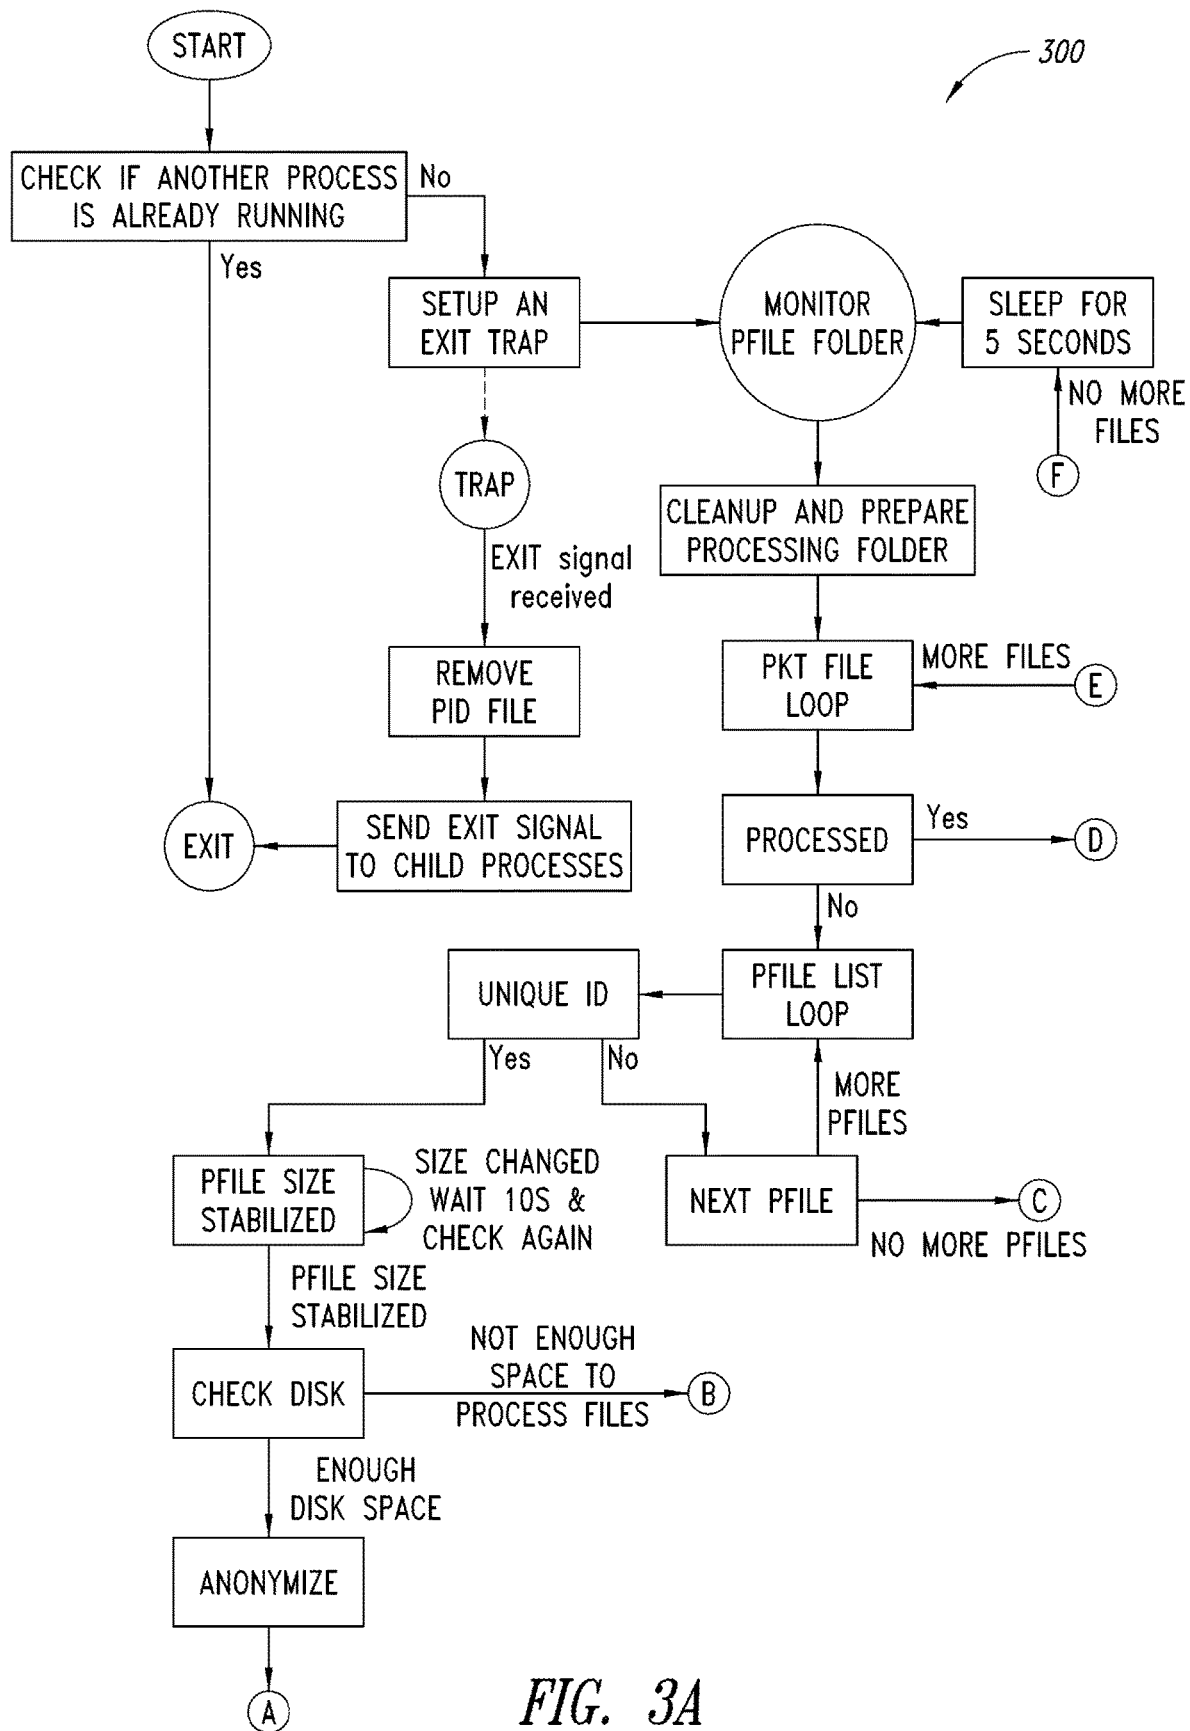 START
300
CHECK IF ANOTHER PROCESS
IS ALREADY RUNNING
No
Yes
SETUP AN
EXIT TRAP
MONITOR
PFILE FOLDER
SLEEP FOR
5 SECONDS
NO MORE
FILES
F
TRAP
CLEANUP AND PREPARE
PROCESSING FOLDER
EXIT signal
received
REMOVE
PID FILE
PKT FILE
LOOP
MORE FILES
E
EXIT
SEND EXIT SIGNAL
TO CHILD PROCESSES
PROCESSED
Yes
D
No
UNIQUE ID
PFILE LIST
LOOP
Yes
No
MORE
PFILES
PFILE SIZE
STABILIZED
SIZE CHANGED
WAIT 10S &
CHECK AGAIN
NEXT PFILE
C
NO MORE PFILES
PFILE SIZE
STABILIZED
CHECK DISK
NOT ENOUGH
SPACE TO
PROCESS FILES
B
ENOUGH
DISK SPACE
ANONYMIZE
A
FIG. 3A